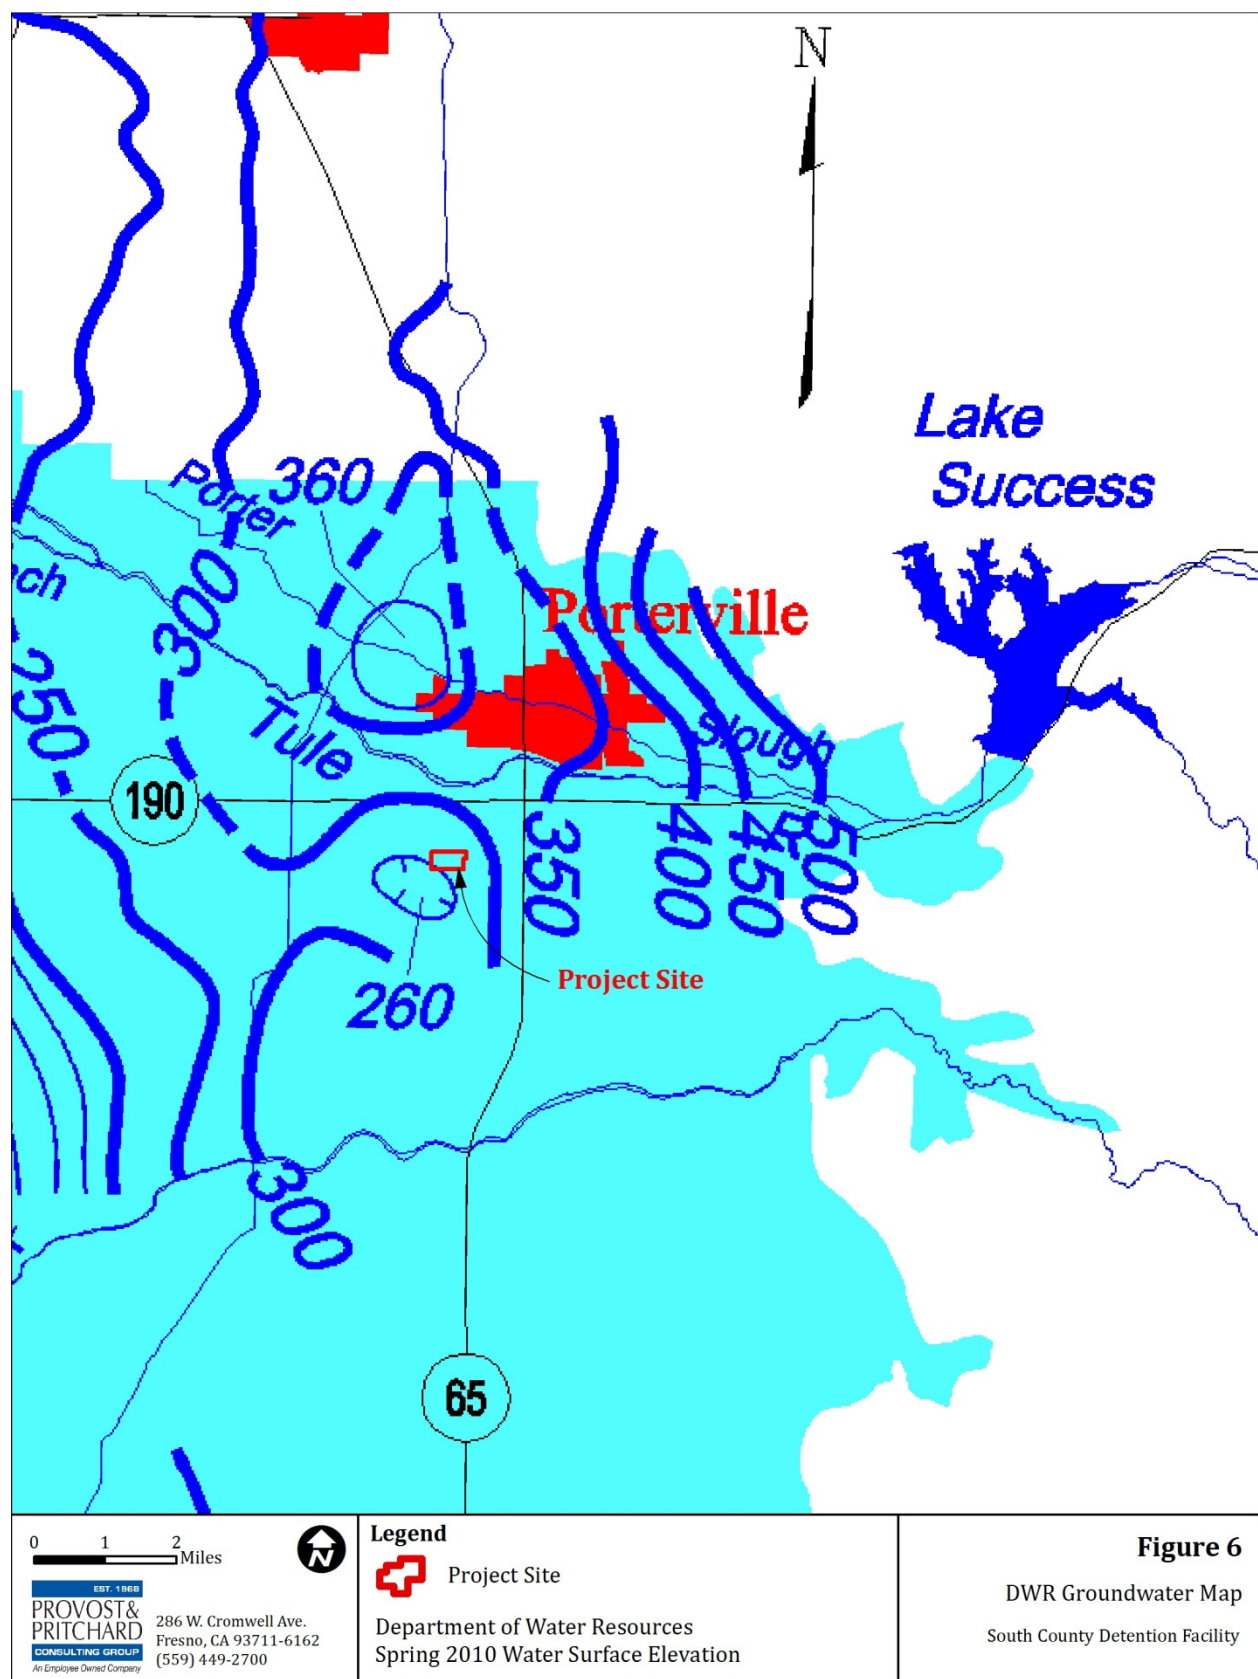 N
Lake
Success
360
Porter
ch
300
Porterville
250
Tule
slough
190
350
400
450
500
260
Project Site
300
65
0 1 2
Miles
N
EST. 1968
PROVOST&
PRITCHARD
CONSULTING GROUP
An Employee Owned Company
286 W. Cromwell Ave.
Fresno, CA 93711-6162
(559) 449-2700
Legend
Project Site
Department of Water Resources
Spring 2010 Water Surface Elevation
Figure 6
DWR Groundwater Map
South County Detention Facility